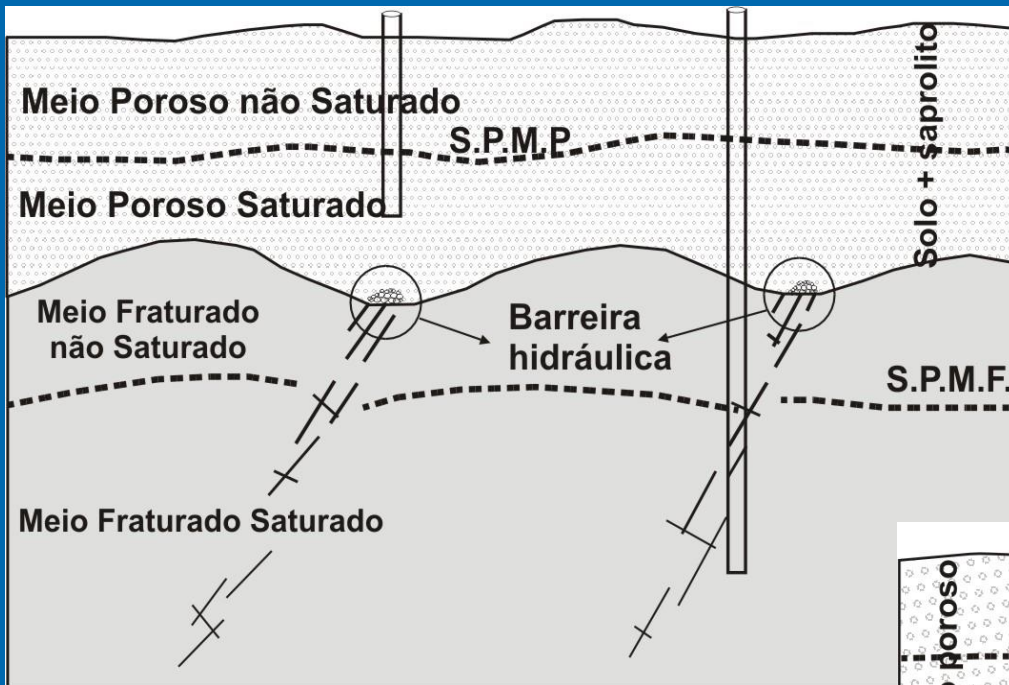 Meio Poroso não Saturado
S.P.M.P
Meio Poroso Saturado
Solo + saprolito
Meio Fraturado
não Saturado
Barreira
hidráulica
S.P.M.F.
Meio Fraturado Saturado
poroso